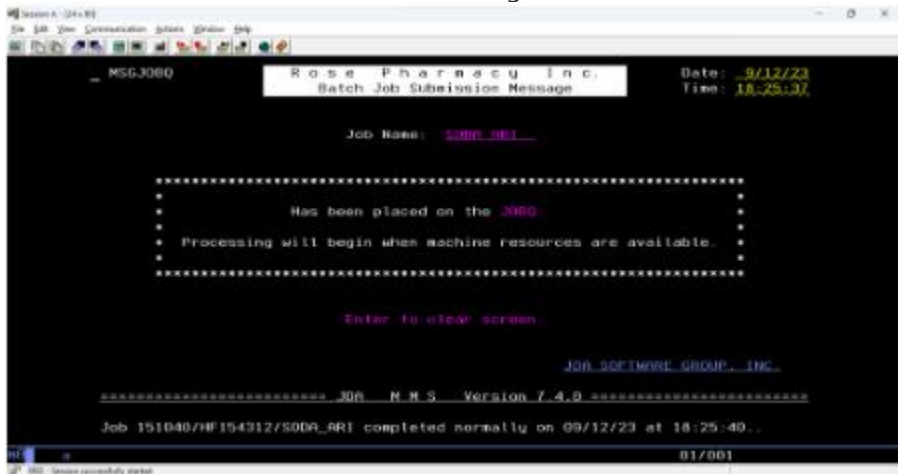 Session A - [24 x 80]
File Edit View Communication Actions Window Help
_ MSGJOBQ Rose Pharmacy Inc. Date: 9/12/23
Batch Job Submission Message Time: 18:25:37
Job Name: SODA_ARI
*******************************************************************
* *
* Has been placed on the JOBQ. *
* *
* Processing will begin when machine resources are available. *
* *
*******************************************************************
Enter to clear screen.
JDA SOFTWARE GROUP, INC.
========================= JDA M M S Version 7.4.0 ========================
Job 151040/HF154312/SODA_ARI completed normally on 09/12/23 at 18:25:40..
01/001
Session successfully started